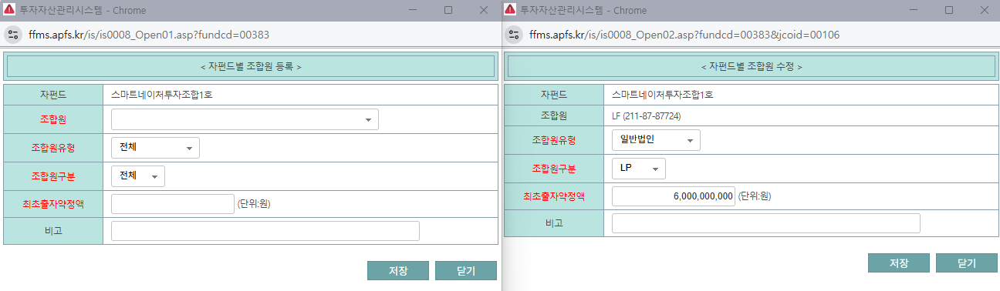 투자자산관리시스템 - Chrome
ffms.apfs.kr/is/is0008_Open01.asp?fundcd=00383
< 자펀드별 조합원 등록 >
자펀드 스마트네이처투자조합1호
조합원
조합원유형 전체
조합원구분 전체
최초출자약정액 (단위:원)
비고
저장 닫기
투자자산관리시스템 - Chrome
ffms.apfs.kr/is/is0008_Open02.asp?fundcd=00383&jcoid=00106
< 자펀드별 조합원 수정 >
자펀드 스마트네이처투자조합1호
조합원 LF (211-87-87724)
조합원유형 일반법인
조합원구분 LP
최초출자약정액 6,000,000,000 (단위:원)
비고
저장 닫기